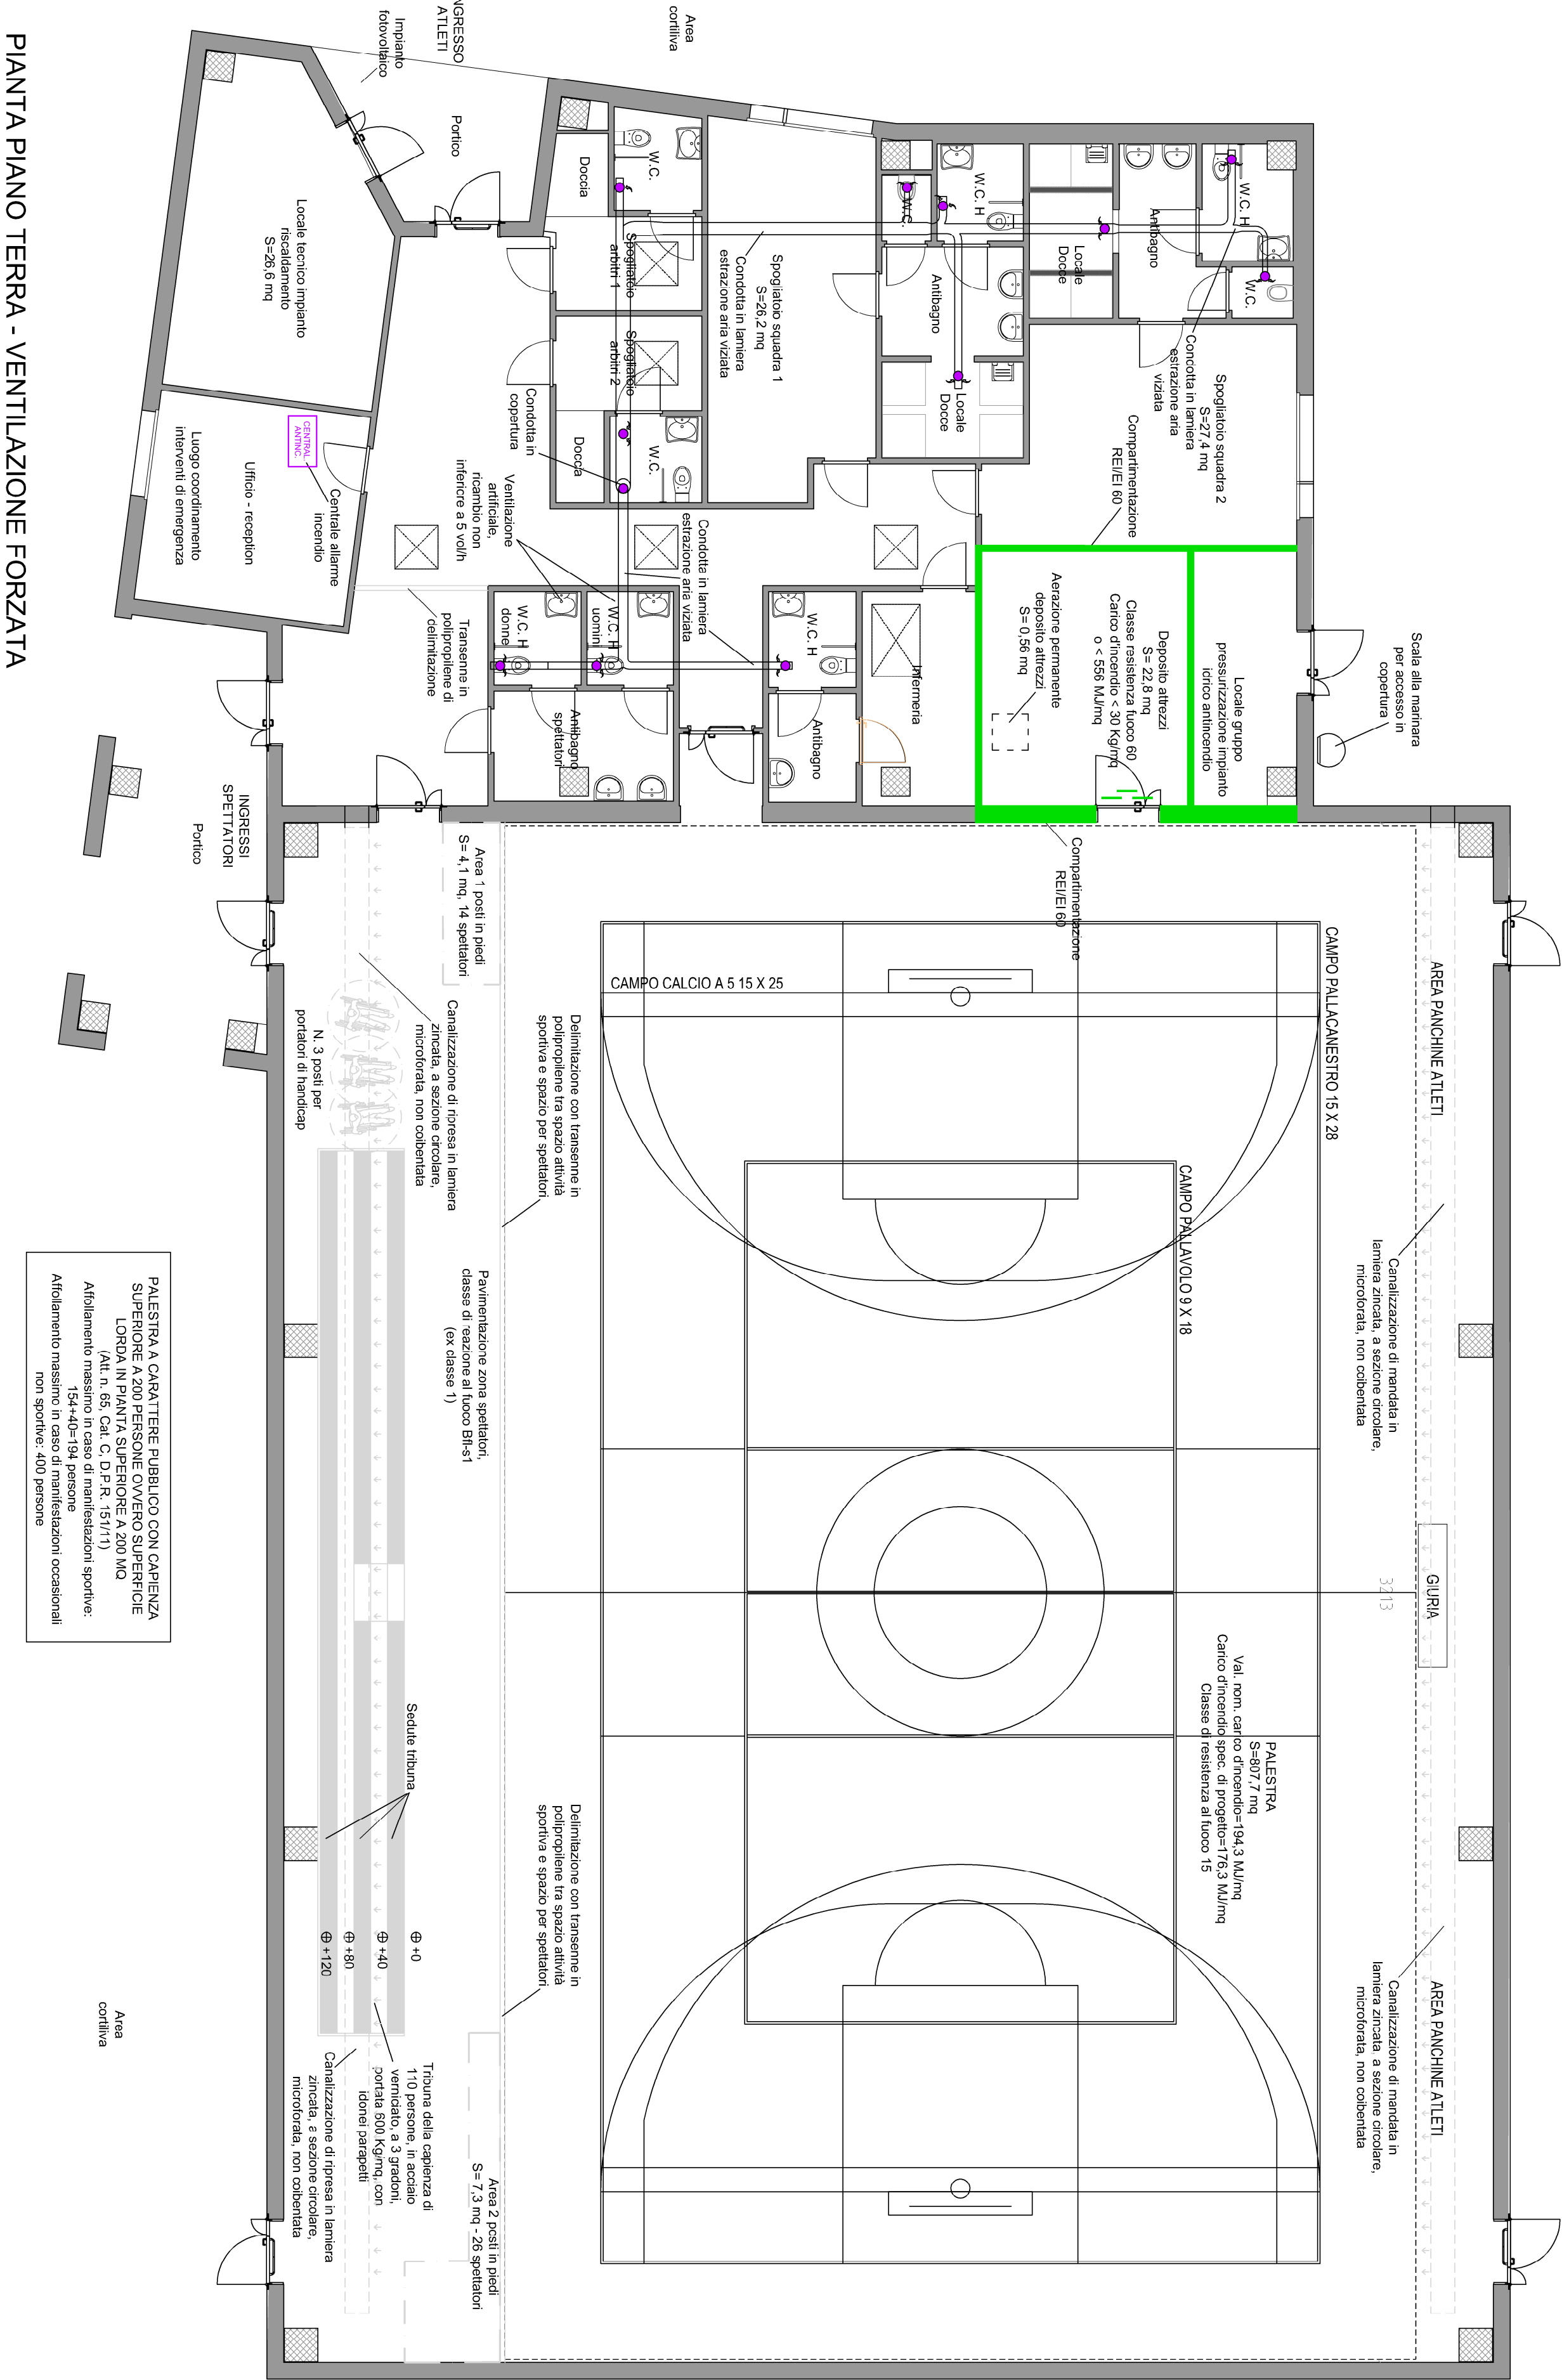 PIANTA PIANO TERRA - VENTILAZIONE FORZATA
INGRESSO
ATLETI
Impianto
fotovoltaico
Portico
Area
cortiliva
Locale tecnico impianto
riscaldamento
S=26,6 mq
CENTRAL.
ANTINC.
Centrale allarme
incendio
Ufficio - reception
Luogo coordinamento
interventi di emergenza
W.C.
Doccia
Spogliatoio
arbitri 1
Spogliatoio
arbitri 2
W.C.
Doccia
Condotta in
copertura
Spogliatoio squadra 1
S=26,2 mq
Condotta in lamiera
estrazione aria viziata
W.C.
W.C. H
Antibagno
Locale
Docce
Locale
Docce
Antibagno
W.C. H
W.C.
Spogliatoio squadra 2
S=27,4 mq
Condotta in lamiera
estrazione aria
viziata
Compartimentazione
REI/EI 60
Ventilazione
artificiale,
ricambio non
inferiore a 5 vol/h
Condotta in lamiera
estrazione aria viziata
Transenne in
polipropilene di
delimitazione
W.C. H
donne
W.C. H
uomini
Antibagno
spettatori
W.C. H
Antibagno
Infermeria
Deposito attrezzi
S= 22,8 mq
Classe resistenza fuoco 60
Carico d'incendio < 30 Kg/mq
o < 556 MJ/mq
Aerazione permanente
deposito attrezzi
S= 0,56 mq
Locale gruppo
pressurizzazione impianto
idrico antincendio
Scala alla marinara
per accesso in
copertura
INGRESSI
SPETTATORI
Portico
Compartimentazione
REI/EI 60
Area 1 posti in piedi
S= 4,1 mq, 14 spettatori
Canalizzazione di ripresa in lamiera
zincata, a sezione circolare,
microforata, non coibentata
N. 3 posti per
portatori di handicap
Delimitazione con transenne in
polipropilene tra spazio attività
sportiva e spazio per spettatori
CAMPO CALCIO A 5 15 X 25
CAMPO PALLACANESTRO 15 X 28
CAMPO PALLAVOLO 9 X 18
AREA PANCHINE ATLETI
Canalizzazione di mandata in
lamiera zincata, a sezione circolare,
microforata, non coibentata
Pavimentazione zona spettatori,
classe di reazione al fuoco Bfl-s1
(ex classe 1)
GIURIA
3213
PALESTRA
S=807,7 mq
Val. nom. carico d'incendio=194,3 MJ/mq
Carico d'incendio spec. di progetto=176,3 MJ/mq
Classe di resistenza al fuoco 15
PALESTRA A CARATTERE PUBBLICO CON CAPIENZA
SUPERIORE A 200 PERSONE OVVERO SUPERFICIE
LORDA IN PIANTA SUPERIORE A 200 MQ
(Att. n. 65, Cat. C, D.P.R. 151/11)
Affollamento massimo in caso di manifestazioni sportive:
154+40=194 persone
Affollamento massimo in caso di manifestazioni occasionali
non sportive: 400 persone
Sedute tribuna
Delimitazione con transenne in
polipropilene tra spazio attività
sportiva e spazio per spettatori
+0
+40
+80
+120
Canalizzazione di mandata in
lamiera zincata, a sezione circolare,
microforata, non coibentata
AREA PANCHINE ATLETI
Tribuna della capienza di
110 persone, in acciaio
verniciato, a 3 gradoni,
portata 600 Kg/mq, con
idonei parapetti
Canalizzazione di ripresa in lamiera
zincata, a sezione circolare,
microforata, non coibentata
Area 2 posti in piedi
S= 7,3 mq - 26 spettatori
Area
cortiliva